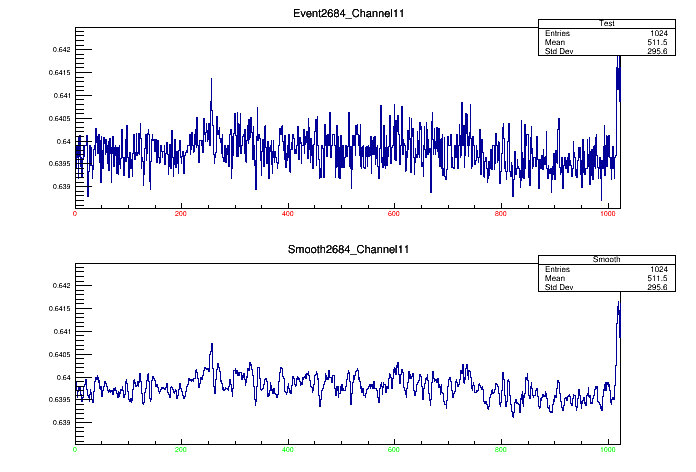 Event2684_Channel11
Test
Entries 1024
Mean 511.5
Std Dev 295.6
0.642
0.6415
0.641
0.6405
0.64
0.6395
0.639
0 200 400 600 800 1000
Smooth2684_Channel11
Smooth
Entries 1024
Mean 511.5
Std Dev 295.6
0.642
0.6415
0.641
0.6405
0.64
0.6395
0.639
0 200 400 600 800 1000